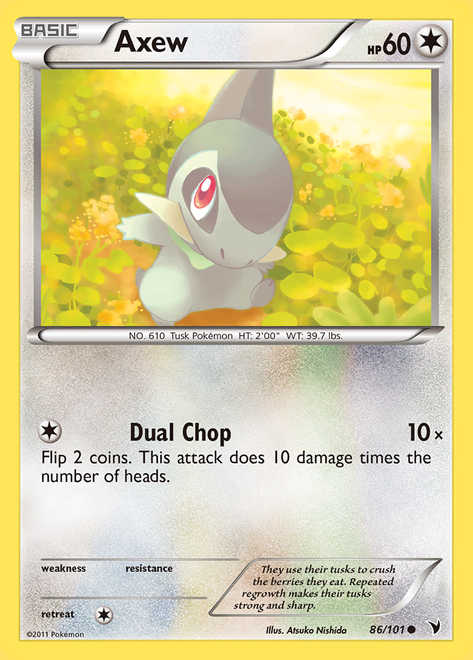 BASIC
Axew
HP60
NO. 610 Tusk Pokémon HT: 2'00" WT: 39.7 lbs.
Dual Chop 10×
Flip 2 coins. This attack does 10 damage times the
number of heads.
weakness resistance
They use their tusks to crush
the berries they eat. Repeated
regrowth makes their tusks
strong and sharp.
retreat
©2011 Pokémon
Illus. Atsuko Nishida
86/101